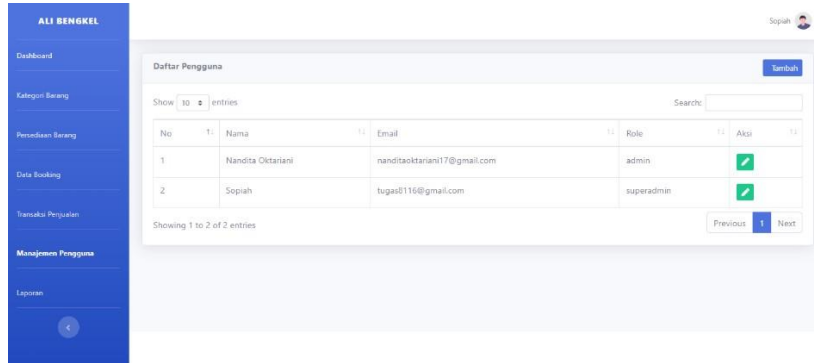 ALI BENGKEL
Sopiah
Dashboard
Kategori Barang
Persediaan Barang
Data Booking
Transaksi Penjualan
Manajemen Pengguna
Laporan
Daftar Pengguna
Tambah
Show 10 entries
Search:
No Nama Email Role Aksi
1 Nandita Oktariani nanditaoktariani17@gmail.com admin
2 Sopiah tugas8116@gmail.com superadmin
Showing 1 to 2 of 2 entries
Previous 1 Next